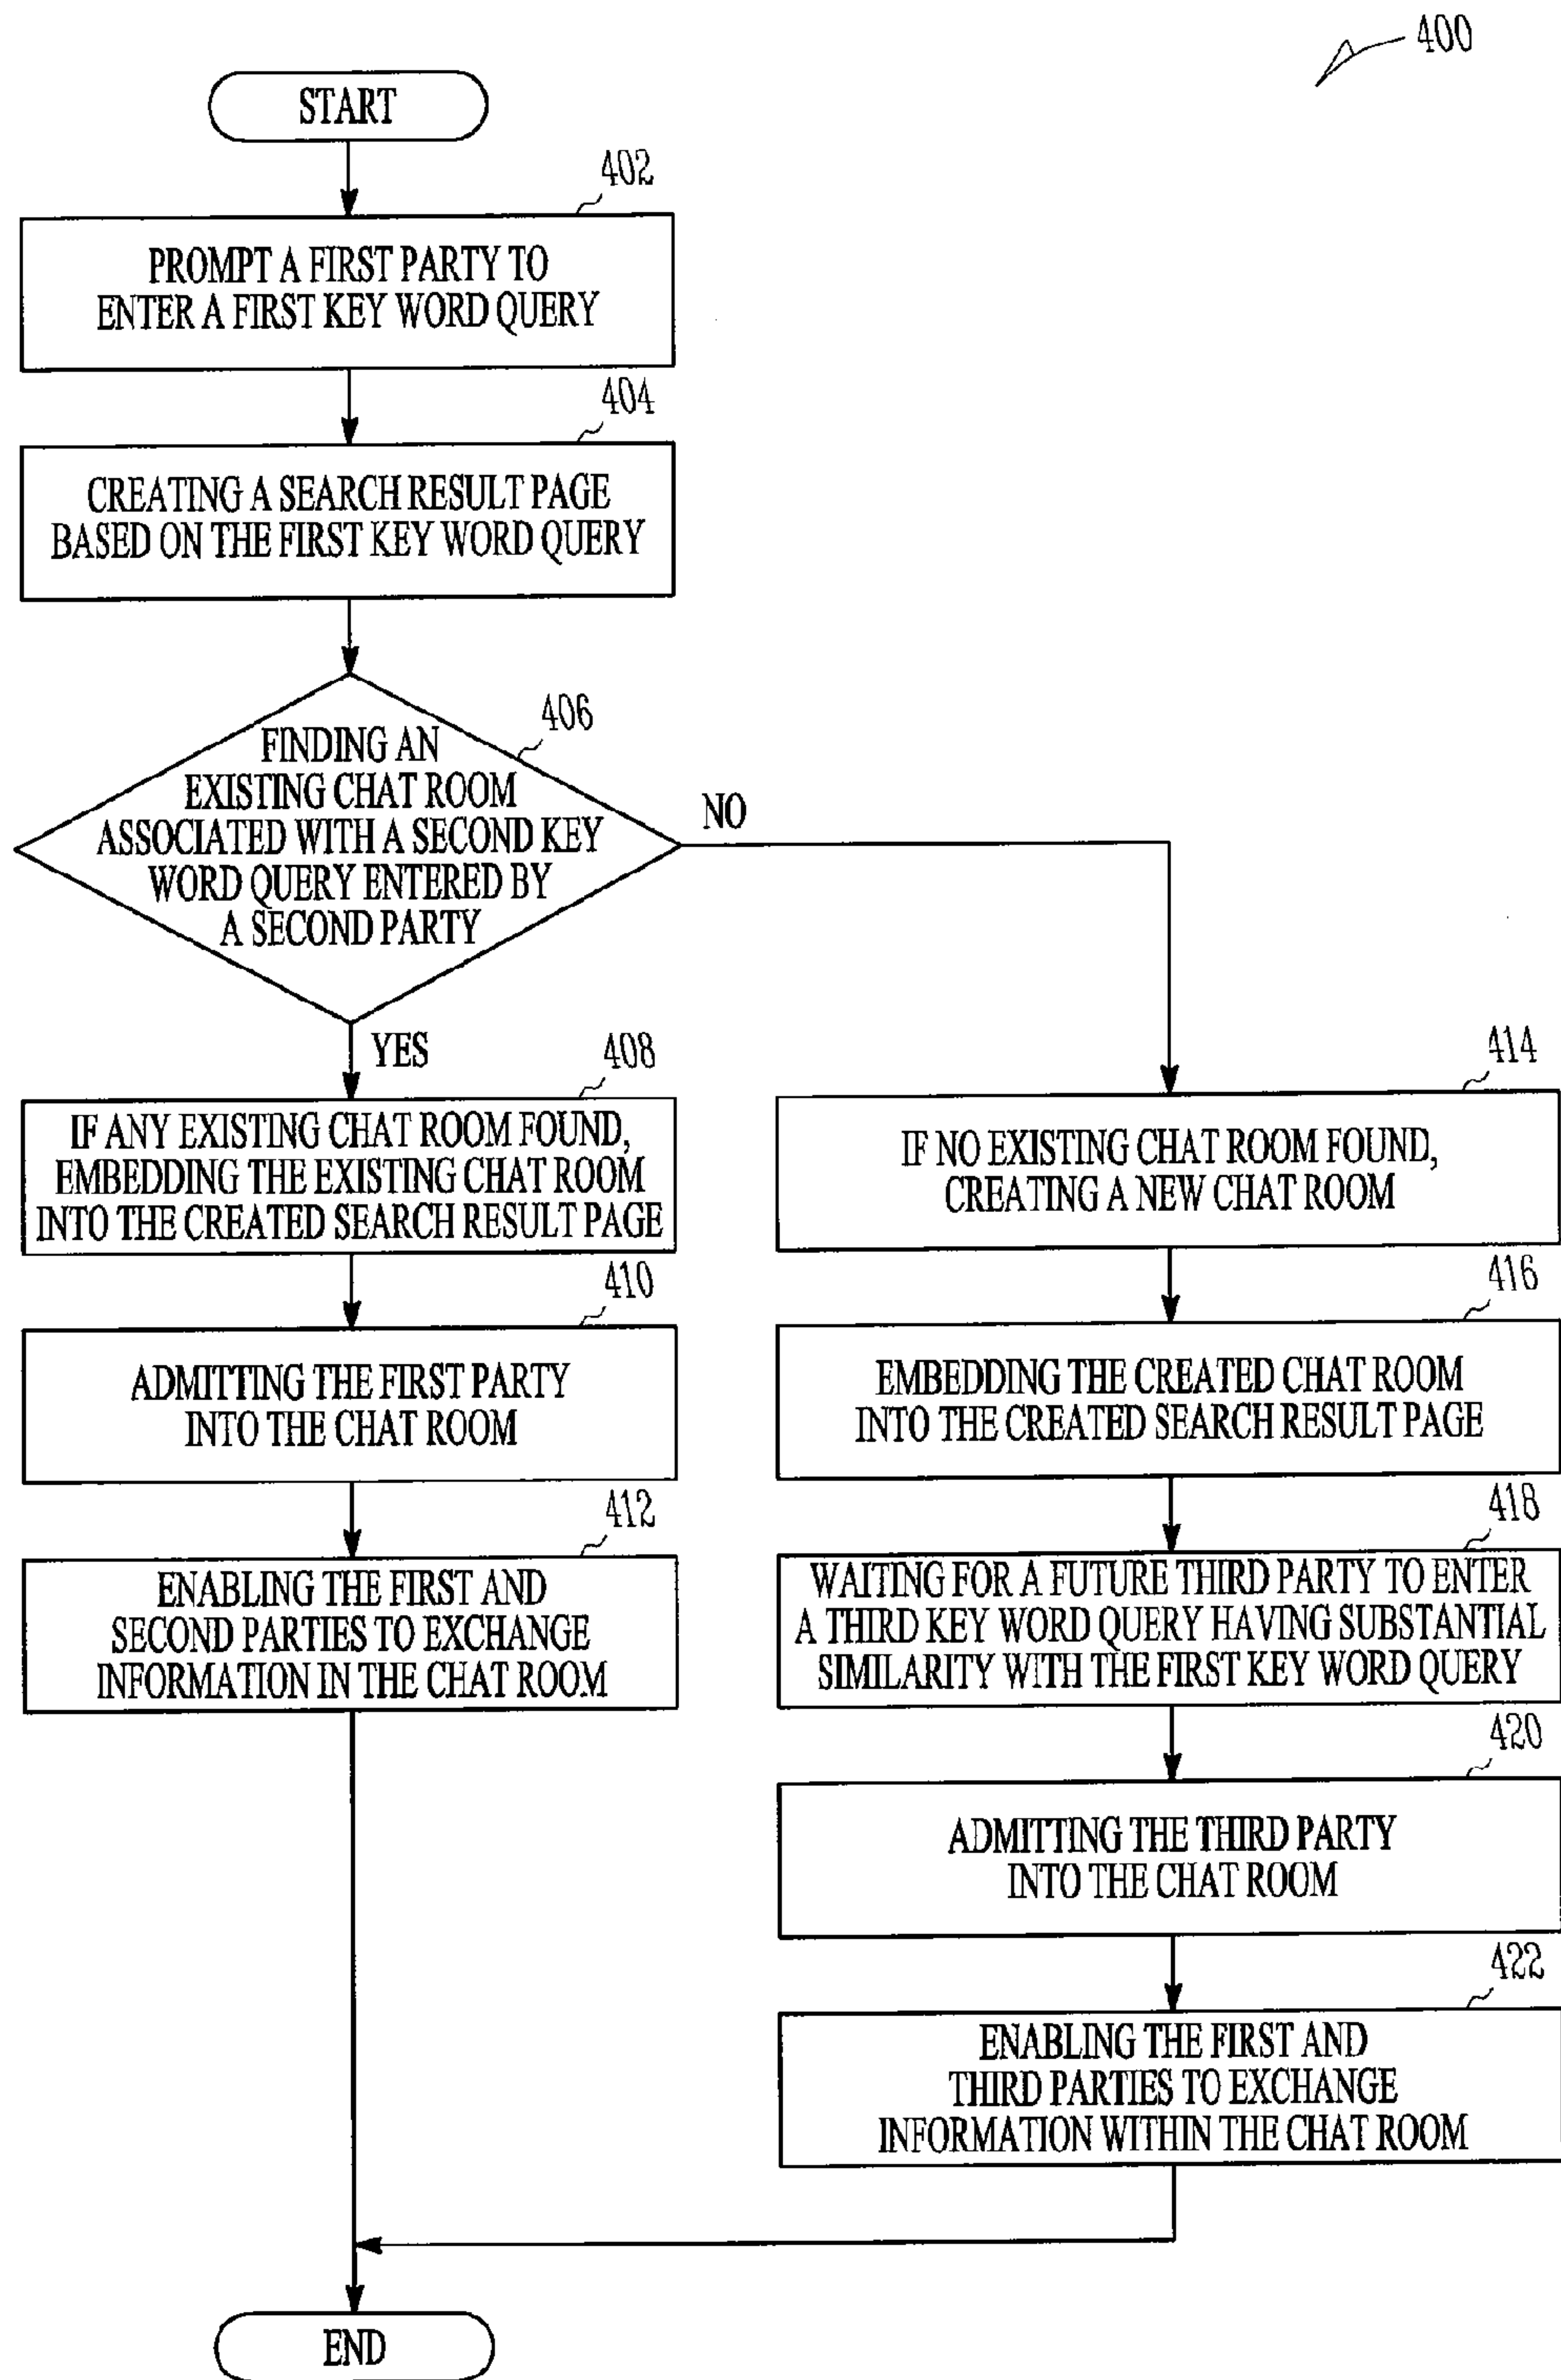 400
START
402
PROMPT A FIRST PARTY TO
ENTER A FIRST KEY WORD QUERY
404
CREATING A SEARCH RESULT PAGE
BASED ON THE FIRST KEY WORD QUERY
406
FINDING AN
EXISTING CHAT ROOM
ASSOCIATED WITH A SECOND KEY
WORD QUERY ENTERED BY
A SECOND PARTY
NO
YES
408
IF ANY EXISTING CHAT ROOM FOUND,
EMBEDDING THE EXISTING CHAT ROOM
INTO THE CREATED SEARCH RESULT PAGE
410
ADMITTING THE FIRST PARTY
INTO THE CHAT ROOM
412
ENABLING THE FIRST AND
SECOND PARTIES TO EXCHANGE
INFORMATION IN THE CHAT ROOM
414
IF NO EXISTING CHAT ROOM FOUND,
CREATING A NEW CHAT ROOM
416
EMBEDDING THE CREATED CHAT ROOM
INTO THE CREATED SEARCH RESULT PAGE
418
WAITING FOR A FUTURE THIRD PARTY TO ENTER
A THIRD KEY WORD QUERY HAVING SUBSTANTIAL
SIMILARITY WITH THE FIRST KEY WORD QUERY
420
ADMITTING THE THIRD PARTY
INTO THE CHAT ROOM
422
ENABLING THE FIRST AND
THIRD PARTIES TO EXCHANGE
INFORMATION WITHIN THE CHAT ROOM
END